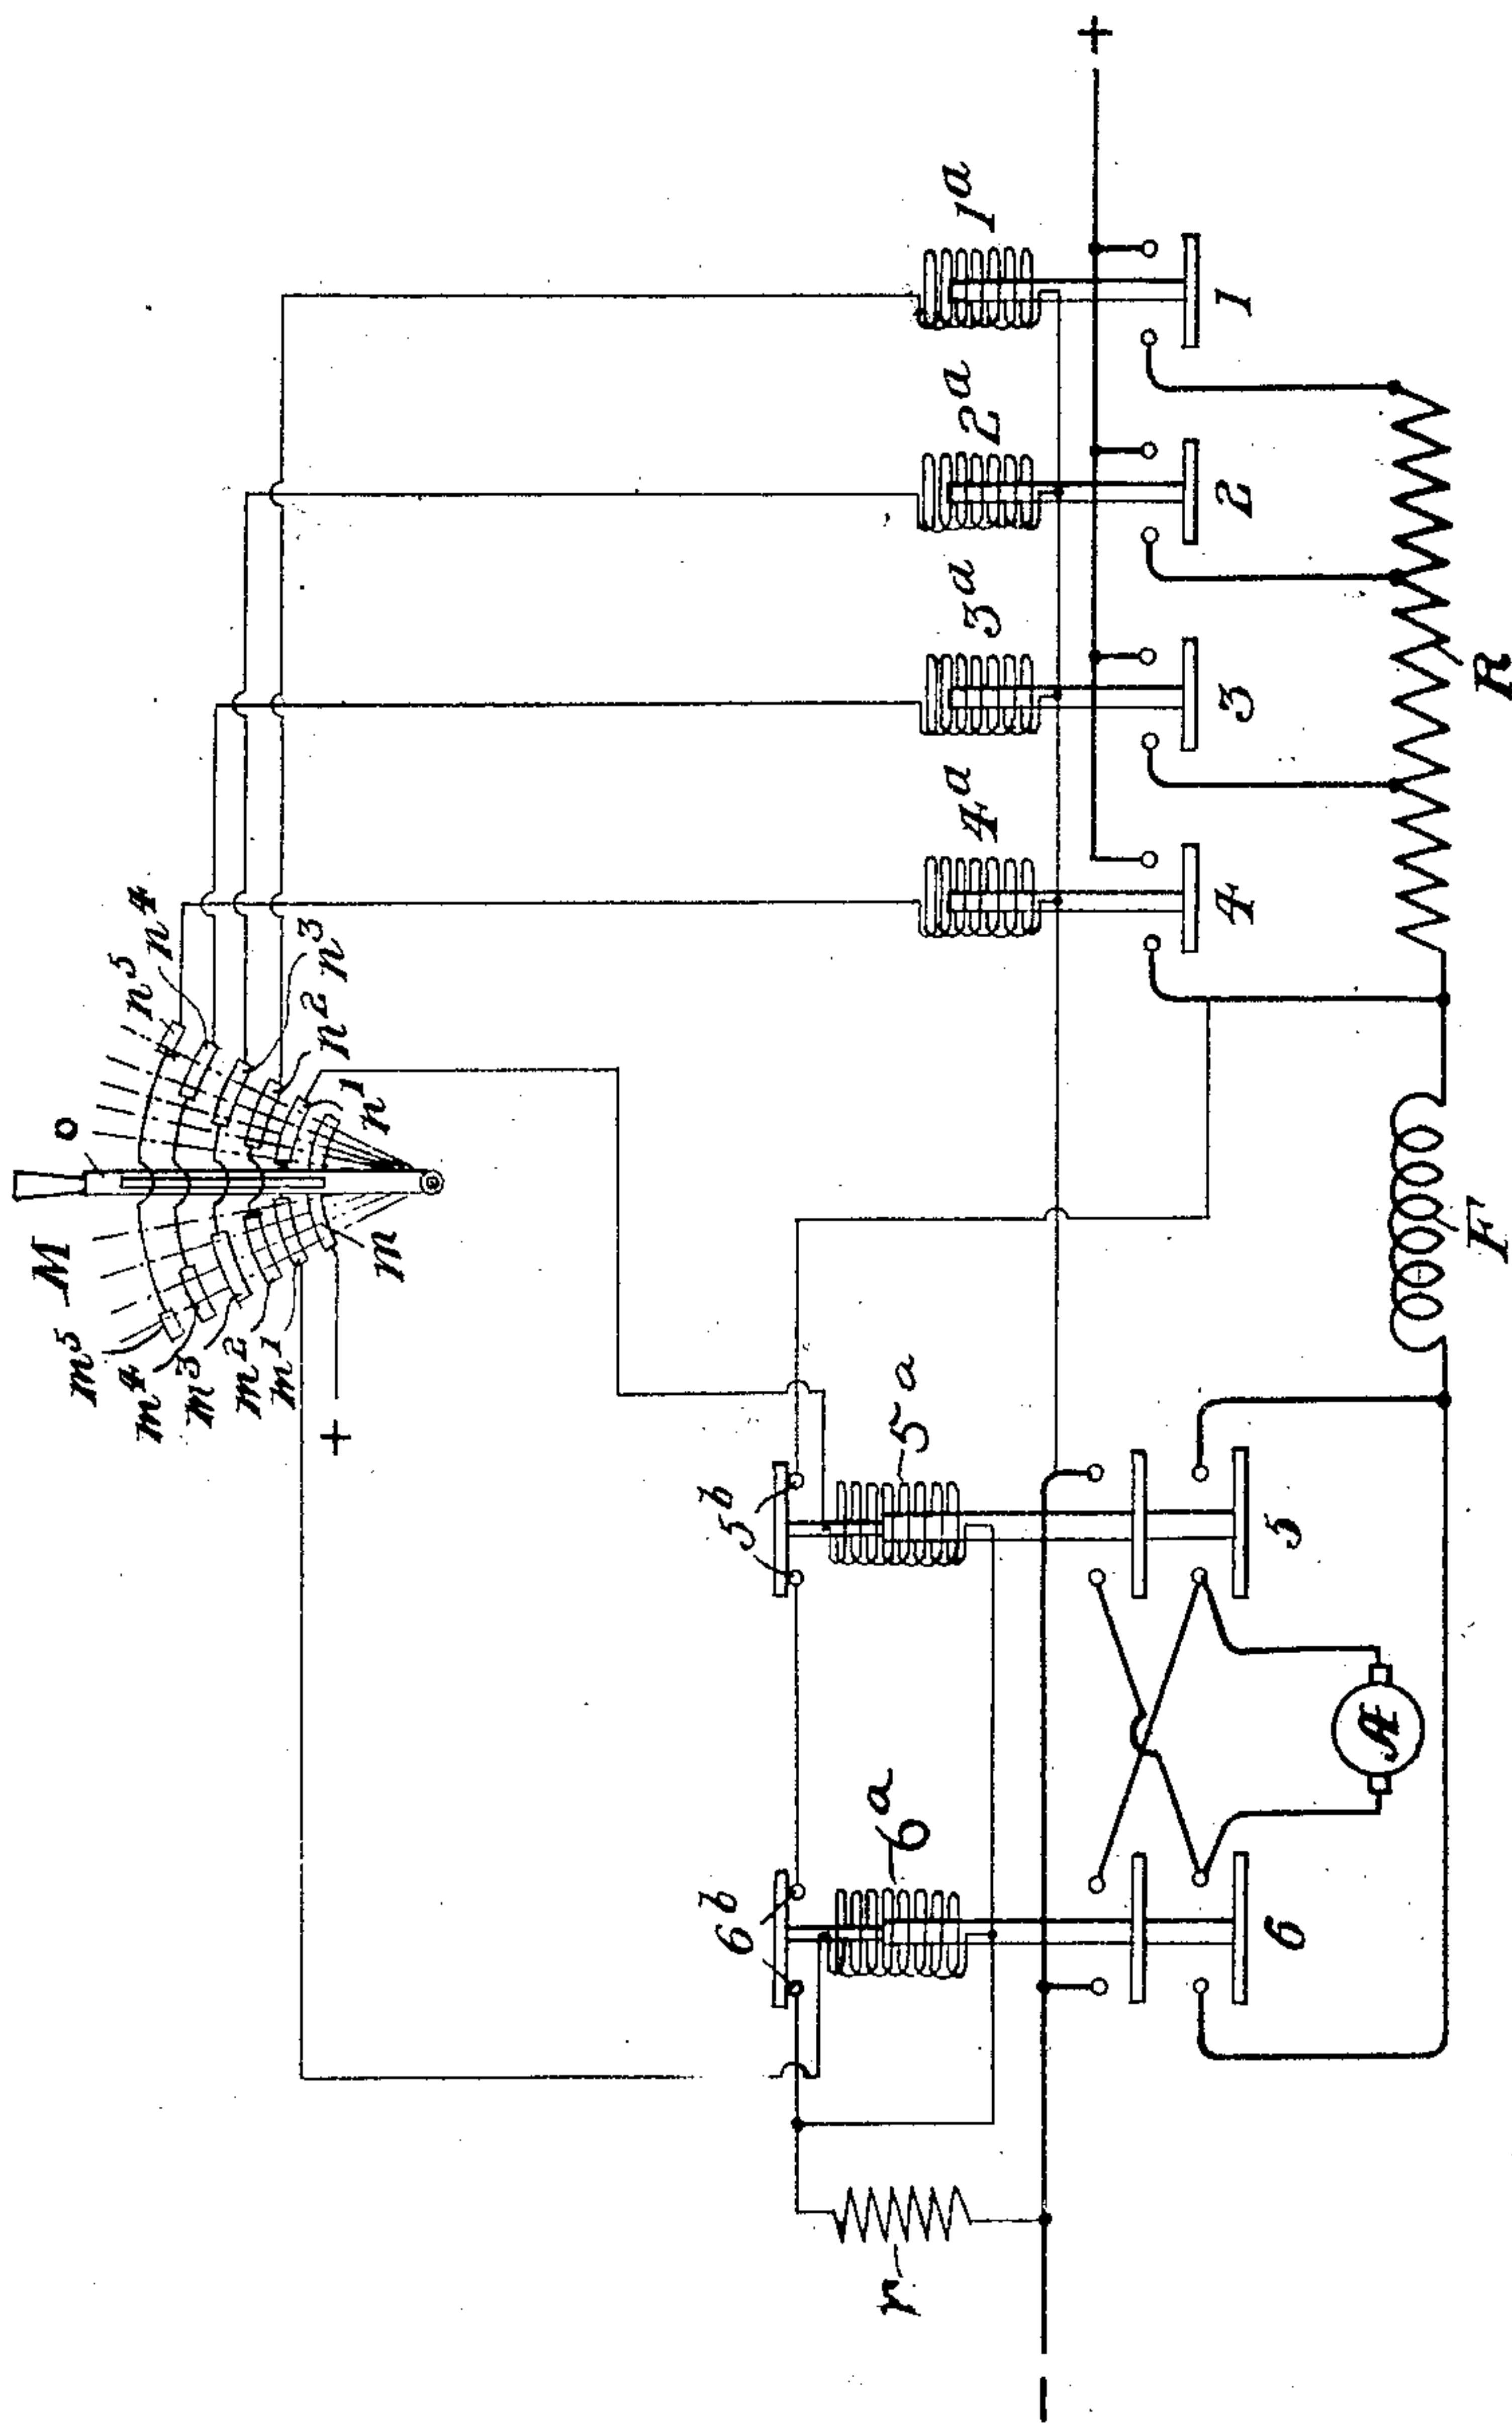 o
M
m⁵
m⁴
m³
m²
m¹
m
+
n⁵
n⁴
n³
n²
n¹
1ᵃ
2ᵃ
3ᵃ
4ᵃ
5ᵃ
6ᵃ
5ᵇ
6ᵇ
+
1
2
3
4
5
6
R
F
A
r
−